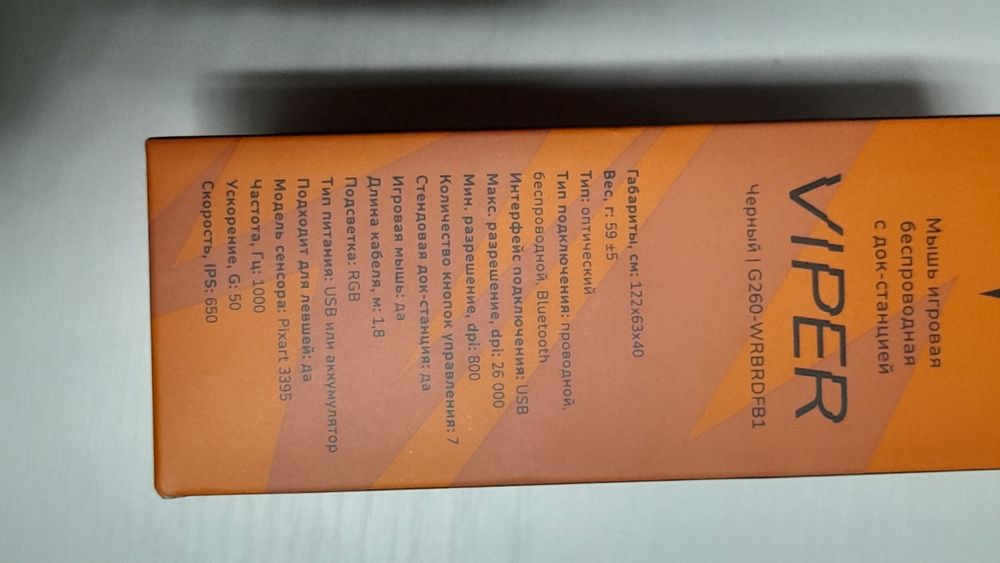 Мышь игровая
беспроводная
с док-станцией
VIPER
Черный | G260-WRBRDFB1
Габариты, см: 122x63x40
Вес, г: 59 ±5
Тип: оптический
Тип подключения: проводной,
беспроводной, Bluetooth
Интерфейс подключения: USB
Макс. разрешение, dpi: 26 000
Мин. разрешение, dpi: 800
Количество кнопок управления: 7
Стендовая док-станция: да
Игровая мышь: да
Длина кабеля, м: 1,8
Подсветка: RGB
Тип питания: USB или аккумулятор
Подходит для левшей: да
Модель сенсора: Pixart 3395
Частота, Гц: 1000
Ускорение, G: 50
Скорость, IPS: 650